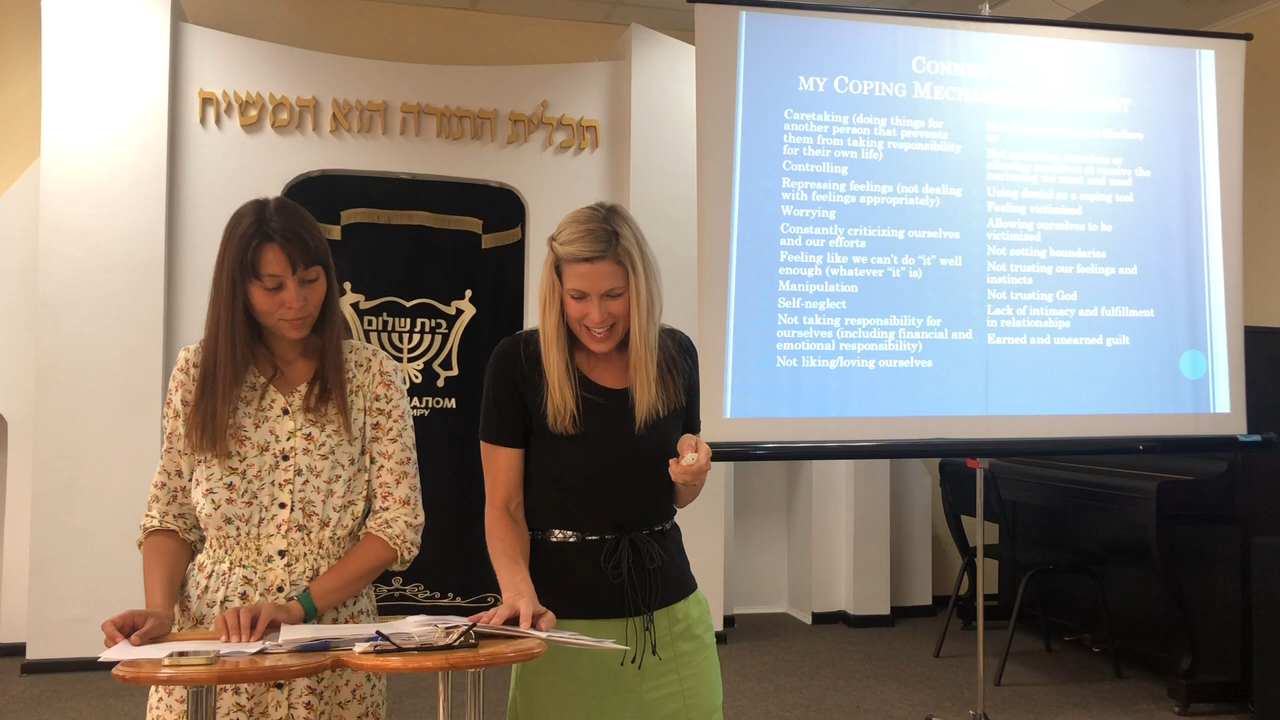 תכלית התורה הוא המשיח
בית שלום
MY COPING
Caretaking (doing things for
another person that prevents
them from taking responsibility
for their own life)
Controlling
Repressing feelings (not dealing
with feelings appropriately)
Worrying
Constantly criticizing ourselves
and our efforts
Feeling like we can't do "it" well
enough (whatever "it" is)
Manipulation
Self-neglect
Not taking responsibility for
ourselves (including financial and
emotional responsibility)
Not liking/loving ourselves
nurturing we want and need
Using denial as a coping tool
Feeling victimized
Allowing ourselves to be
victimized
Not setting boundaries
Not trusting our feelings and
instincts
Not trusting God
Lack of intimacy and fulfillment
in relationships
Earned and unearned guilt